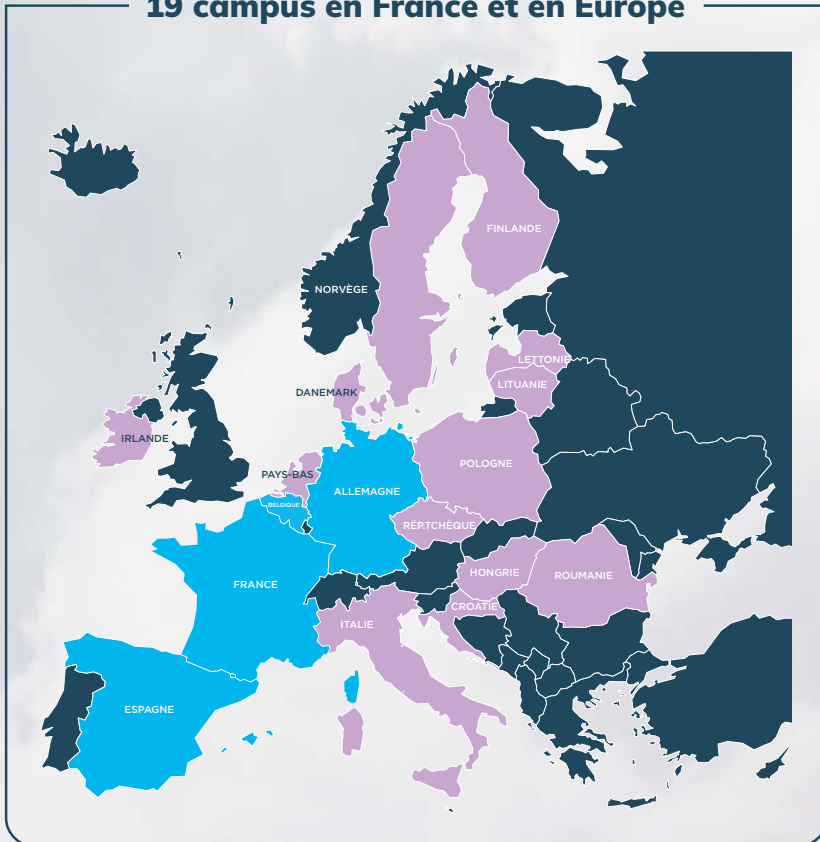 19 campus en France et en Europe
FINLANDE
NORVÈGE
LETTONIE
LITUANIE
DANEMARK
IRLANDE
POLOGNE
PAYS-BAS
ALLEMAGNE
BELGIQUE
RÉP.TCHÈQUE
HONGRIE
ROUMANIE
FRANCE
CROATIE
ITALIE
ESPAGNE